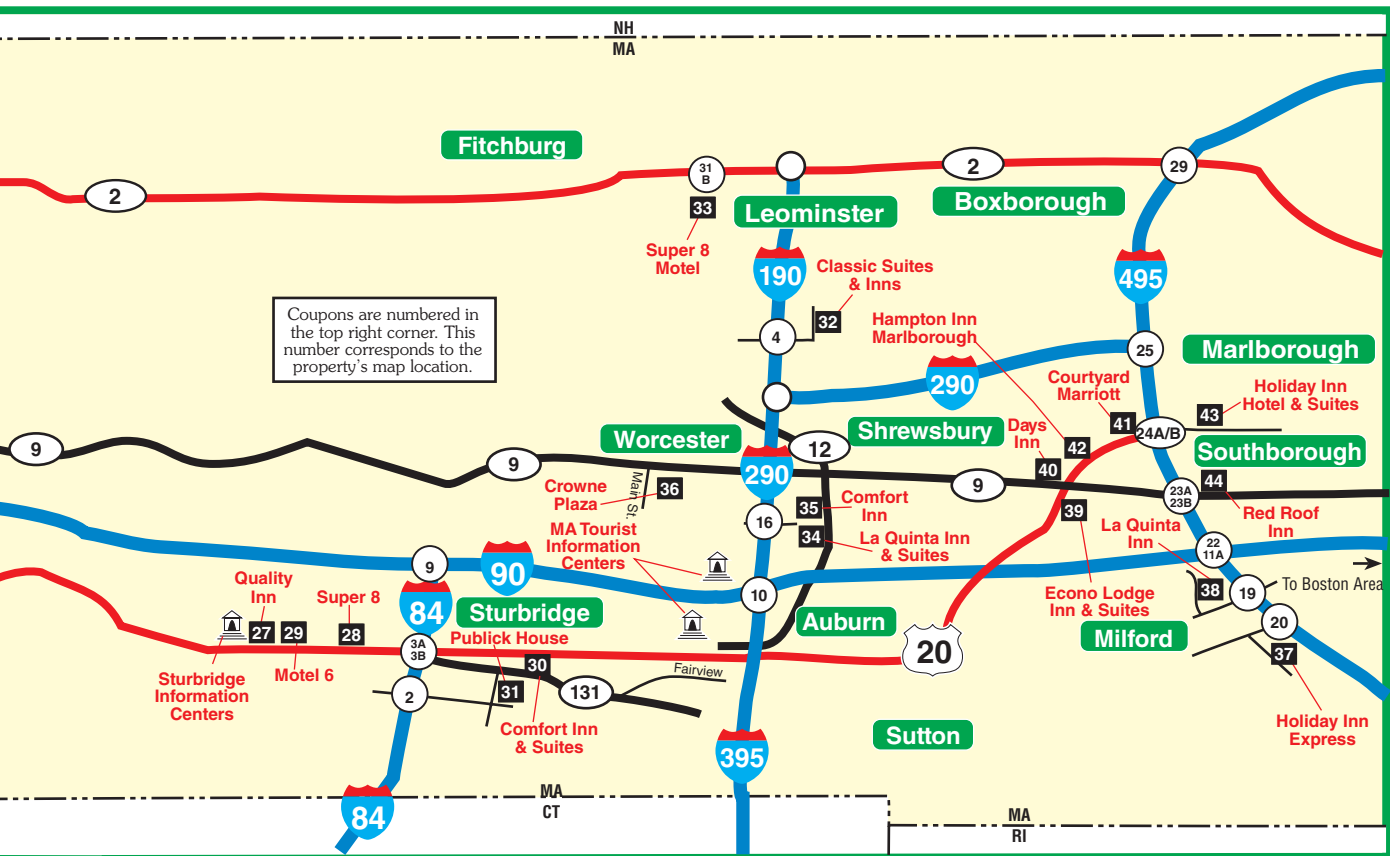 NH
MA
Fitchburg
2
31
B
33
Super 8
Motel
Leominster
2
Boxborough
29
190
Classic Suites
& Inns
32
4
495
Coupons are numbered in
the top right corner. This
number corresponds to the
property's map location.
Hampton Inn
Marlborough
290
25
Marlborough
Courtyard
Marriott
41
Holiday Inn
Hotel & Suites
43
24A/B
9
9
Worcester
12
Shrewsbury
Days
Inn
42
40
Southborough
290
Main St.
Crowne
Plaza
36
9
23A
23B
44
Red Roof
Inn
35
Comfort
Inn
16
34
La Quinta Inn
& Suites
39
Econo Lodge
Inn & Suites
La Quinta
Inn
22
11A
38
MA Tourist
Information
Centers
9
90
84
Sturbridge
10
Auburn
19
To Boston Area
20
Milford
37
Holiday Inn
Express
Quality
Inn
27
29
Motel 6
Super 8
28
Sturbridge
Information
Centers
3A
3B
Publick House
30
31
131
Fairview
20
2
Comfort Inn
& Suites
Sutton
395
84
MA
CT
MA
RI